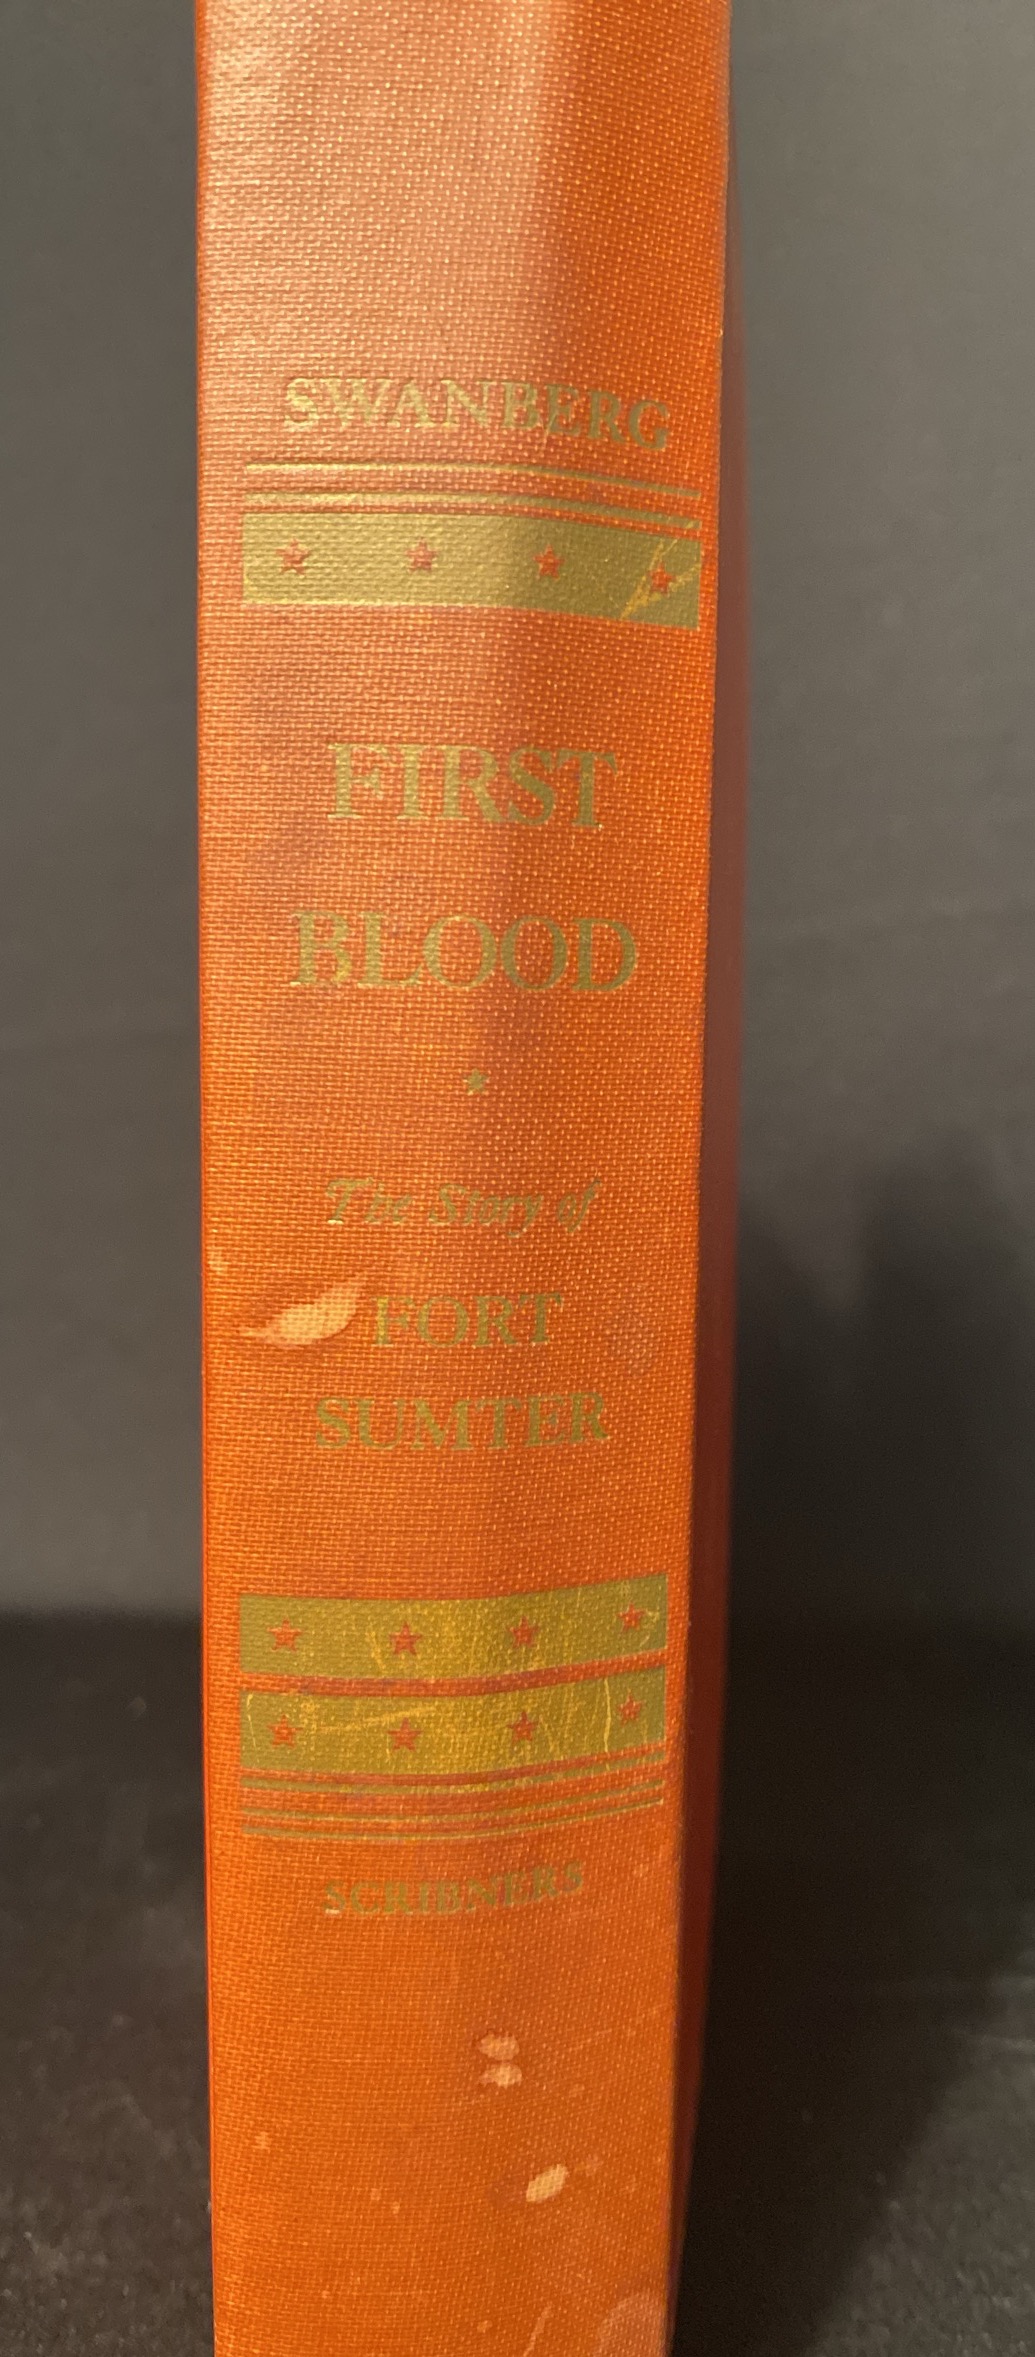 SWANBERG
FIRST
BLOOD
The Story of
FORT
SUMTER
SCRIBNERS